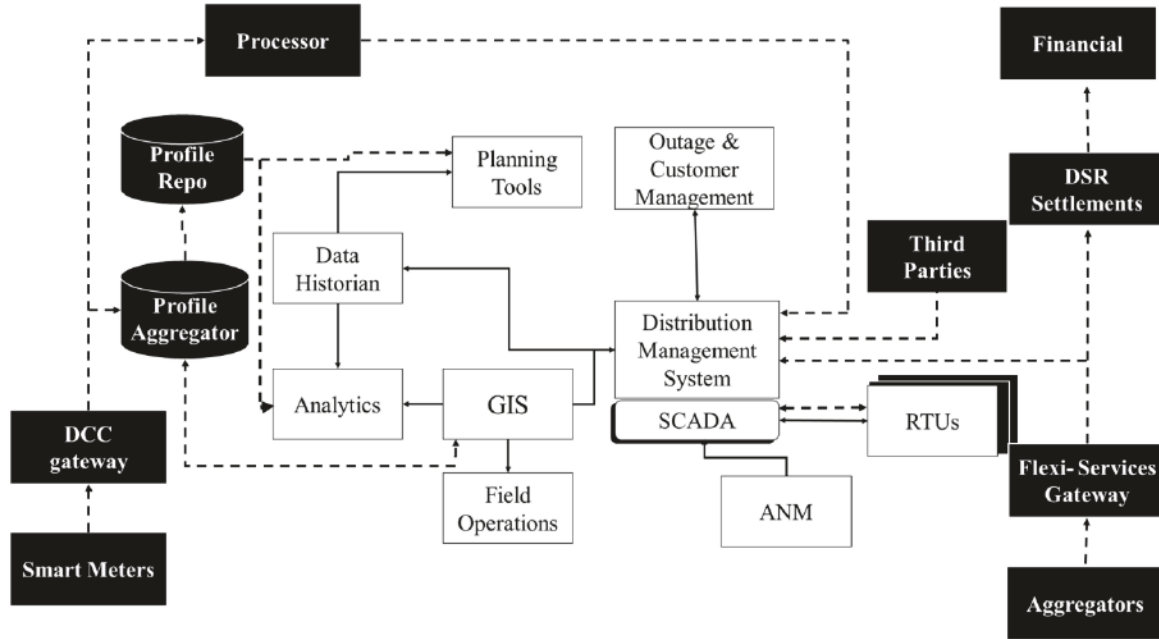 Processor
Financial
Profile
Repo
Planning
Tools
Outage &
Customer
Management
DSR
Settlements
Third
Parties
Data
Historian
Profile
Aggregator
Distribution
Management
System
Analytics
GIS
SCADA
RTUs
DCC
gateway
Flexi- Services
Gateway
Field
Operations
ANM
Smart Meters
Aggregators